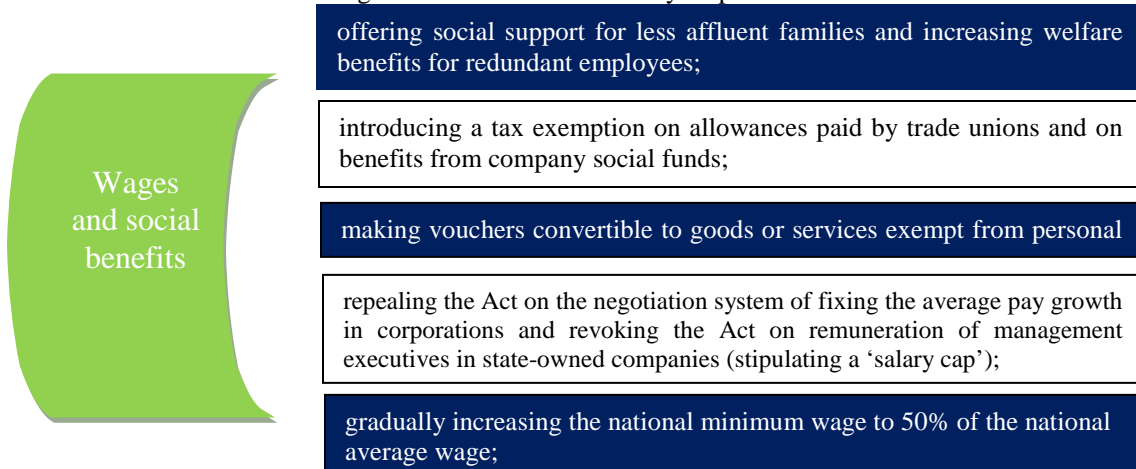 Wages
and social
benefits
offering social support for less affluent families and increasing welfare
benefits for redundant employees;
introducing a tax exemption on allowances paid by trade unions and on
benefits from company social funds;
making vouchers convertible to goods or services exempt from personal
repealing the Act on the negotiation system of fixing the average pay growth
in corporations and revoking the Act on remuneration of management
executives in state-owned companies (stipulating a ‘salary cap’);
gradually increasing the national minimum wage to 50% of the national
average wage;